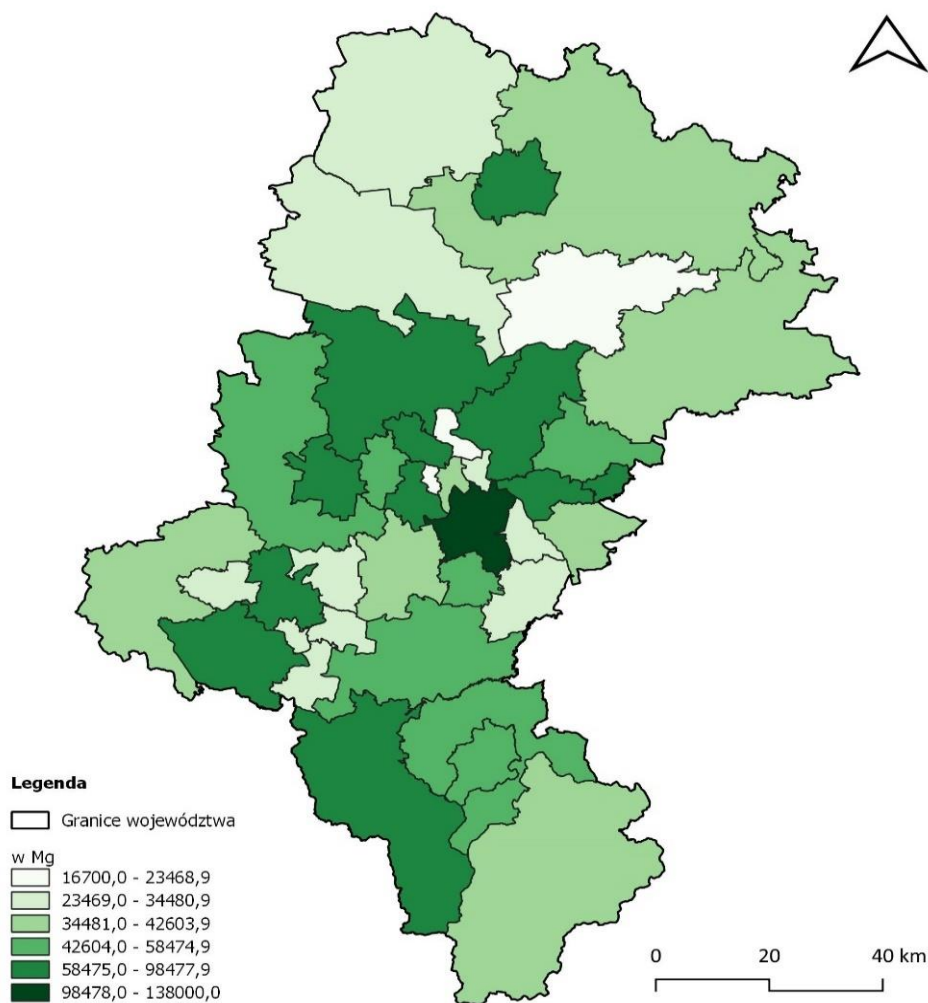 Legenda
Granice województwa
w Mg
16700,0 - 23468,9
23469,0 - 34480,9
34481,0 - 42603,9
42604,0 - 58474,9
58475,0 - 98477,9
98478,0 - 138000,0
0 20 40 km